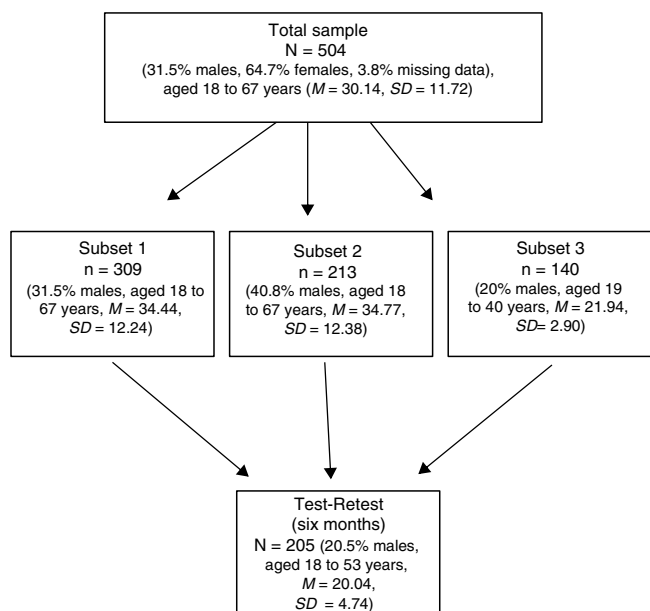 Total sample
N = 504
(31.5% males, 64.7% females, 3.8% missing data),
aged 18 to 67 years (M = 30.14, SD = 11.72)
Subset 1
n = 309
(31.5% males, aged 18 to
67 years, M = 34.44,
SD = 12.24)
Subset 2
n = 213
(40.8% males, aged 18
to 67 years, M = 34.77,
SD = 12.38)
Subset 3
n = 140
(20% males, aged 19
to 40 years, M = 21.94,
SD= 2.90)
Test-Retest
(six months)
N = 205 (20.5% males,
aged 18 to 53 years,
M = 20.04,
SD = 4.74)